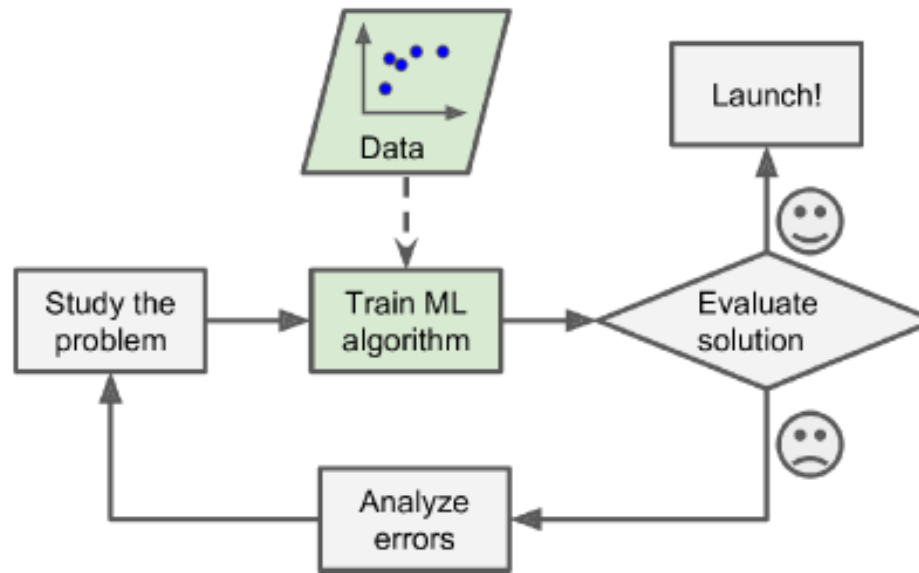 Data
Launch!
Study the
problem
Train ML
algorithm
Evaluate
solution
Analyze
errors